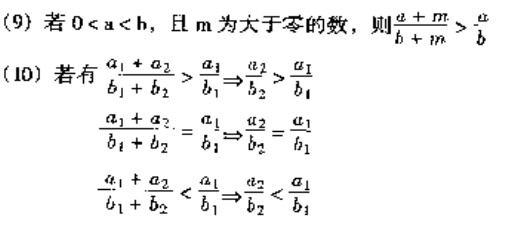 (9) 若 0 < a < b, 且 m 为大于零的数, 则 \frac{a + m}{b + m} > \frac{a}{b}
(10) 若有 \frac{a_1 + a_2}{b_1 + b_2} > \frac{a_1}{b_1} ⇒ \frac{a_2}{b_2} > \frac{a_1}{b_1}
\frac{a_1 + a_2}{b_1 + b_2} = \frac{a_1}{b_1} ⇒ \frac{a_2}{b_2} = \frac{a_1}{b_1}
\frac{a_1 + a_2}{b_1 + b_2} < \frac{a_1}{b_1} ⇒ \frac{a_2}{b_2} < \frac{a_1}{b_1}